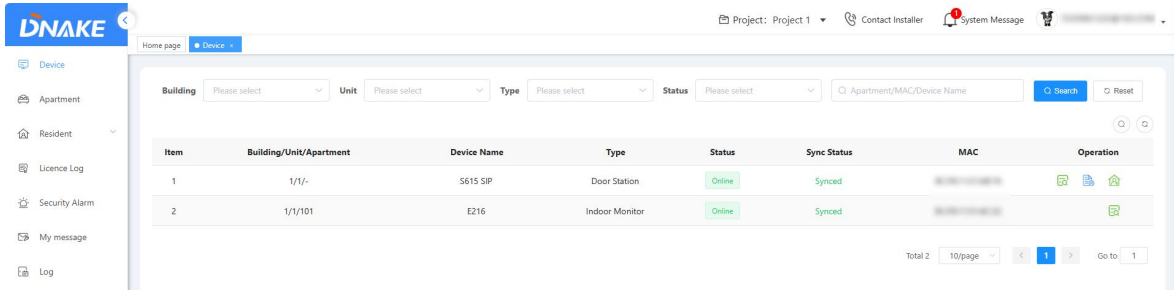 DNAKE
Project: Project 1 Contact Installer 1 System Message
Home page Device ×
Device
Apartment
Resident
Licence Log
Security Alarm
My message
Log
Building Please select Unit Please select Type Please select Status Please select Apartment/MAC/Device Name Search Reset
Item Building/Unit/Apartment Device Name Type Status Sync Status MAC Operation
1 1/1/- S615 SIP Door Station Online Synced
2 1/1/101 E216 Indoor Monitor Online Synced
Total 2 10/page < 1 > Go to 1